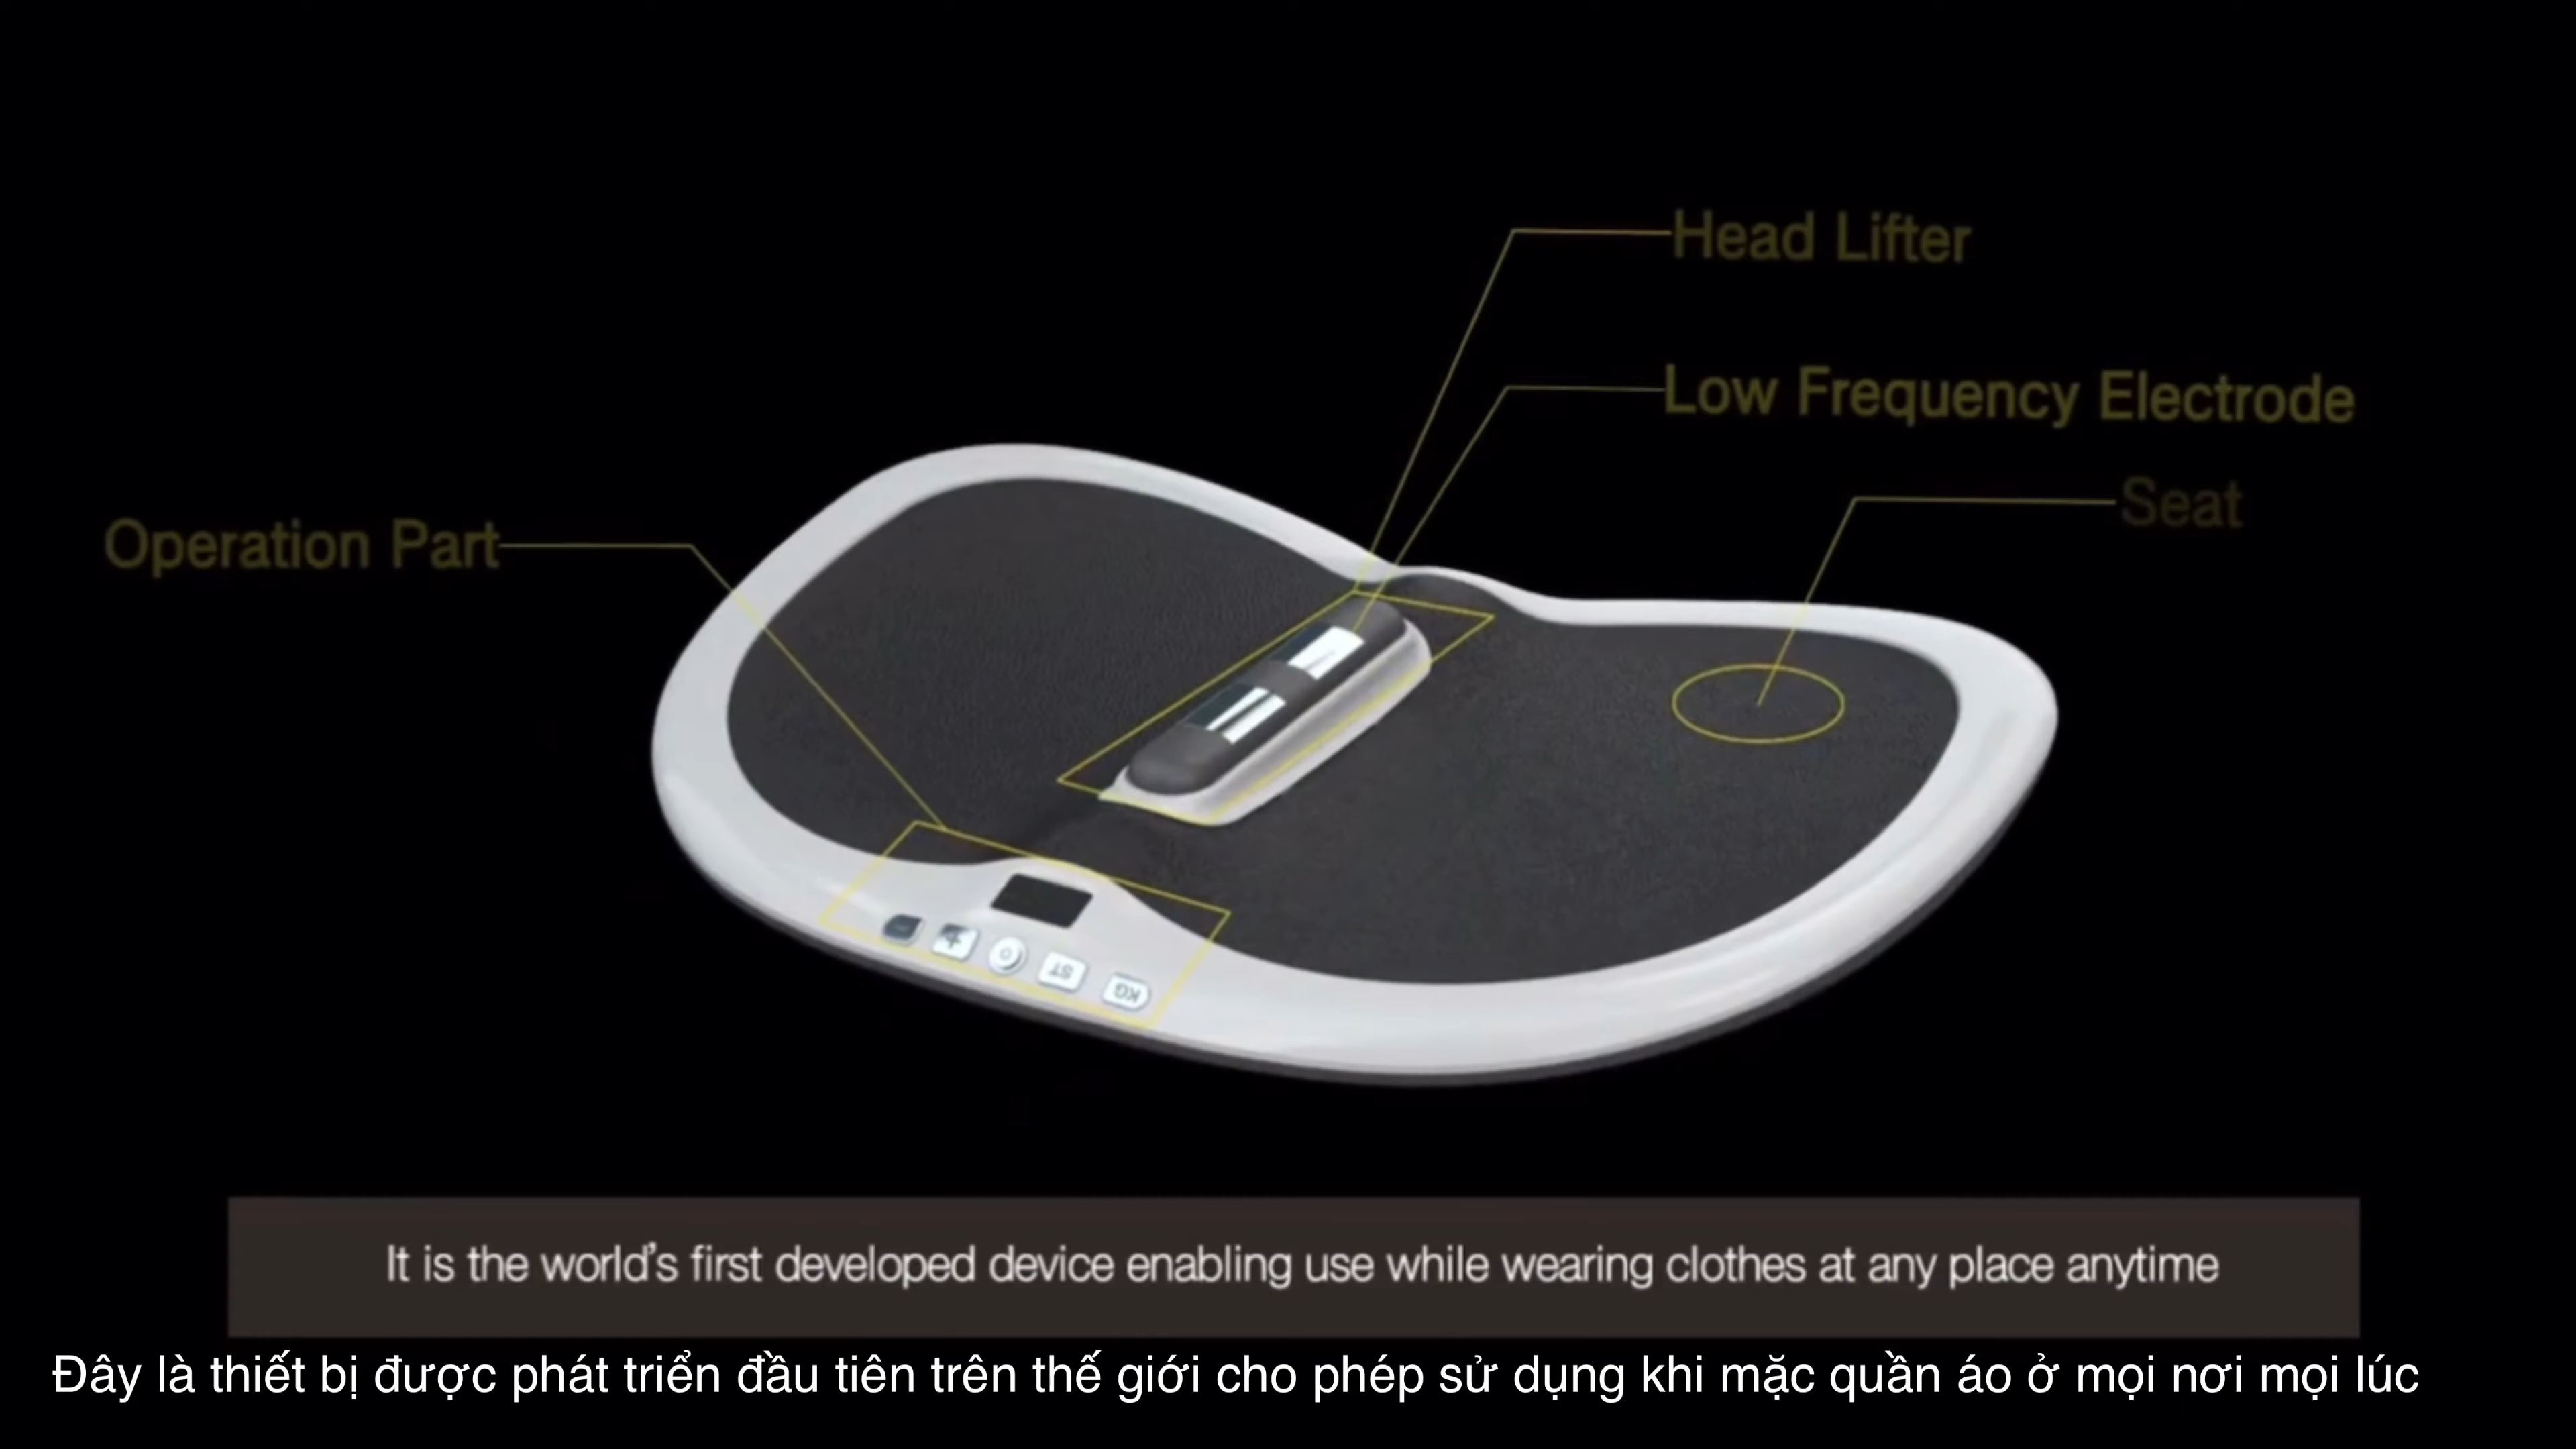 Head Lifter
Low Frequency Electrode
Seat
Operation Part
ST
KG
It is the world's first developed device enabling use while wearing clothes at any place anytime
Đây là thiết bị được phát triển đầu tiên trên thế giới cho phép sử dụng khi mặc quần áo ở mọi nơi mọi lúc